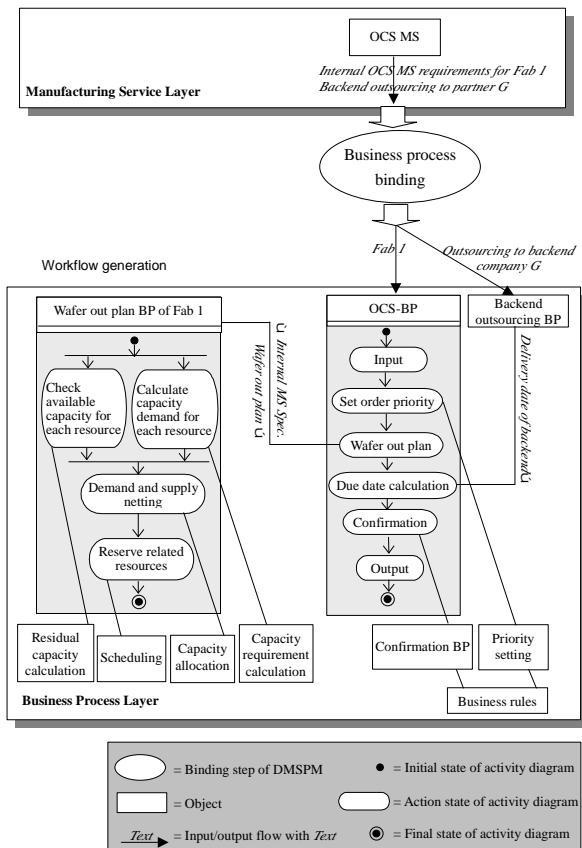 OCS MS
Internal OCS MS requirements for Fab 1
Backend outsourcing to partner G
Manufacturing Service Layer
Business process
binding
Fab 1
Outsourcing to backend
company G
Workflow generation
Wafer out plan BP of Fab 1
OCS-BP
Backend
outsourcing BP
Check
available
capacity for
each resource
Calculate
capacity
demand for
each resource
Demand and supply
netting
Reserve related
resources
Internal MS Spec.
Wafer out plan
Input
Set order priority
Wafer out plan
Due date calculation
Confirmation
Output
Delivery date of backend
Residual
capacity
calculation
Scheduling
Capacity
allocation
Capacity
requirement
calculation
Confirmation BP
Priority
setting
Business rules
Business Process Layer
= Binding step of DMSPM
= Initial state of activity diagram
= Object
= Action state of activity diagram
Text = Input/output flow with Text
= Final state of activity diagram